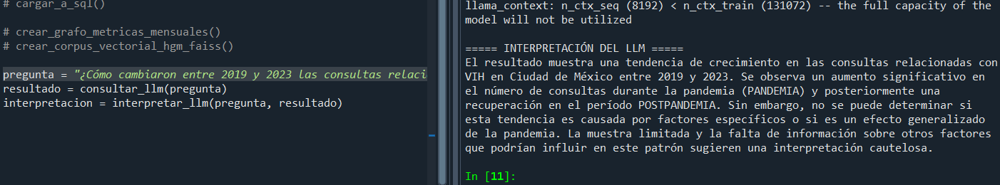 # cargar_a_sql()
# crear_grafo_metricas_mensuales()
# crear_corpus_vectorial_hgm_faiss()
pregunta = "¿Cómo cambiaron entre 2019 y 2023 las consultas relaci
resultado = consultar_llm(pregunta)
interpretacion = interpretar_llm(pregunta, resultado)
llama_context: n_ctx_seq (8192) < n_ctx_train (131072) -- the full capacity of the
model will not be utilized
===== INTERPRETACIÓN DEL LLM =====
El resultado muestra una tendencia de crecimiento en las consultas relacionadas con
VIH en Ciudad de México entre 2019 y 2023. Se observa un aumento significativo en
el número de consultas durante la pandemia (PANDEMIA) y posteriormente una
recuperación en el período POSTPANDEMIA. Sin embargo, no se puede determinar si
esta tendencia es causada por factores específicos o si es un efecto generalizado
de la pandemia. La muestra limitada y la falta de información sobre otros factores
que podrían influir en este patrón sugieren una interpretación cautelosa.
In [11]: